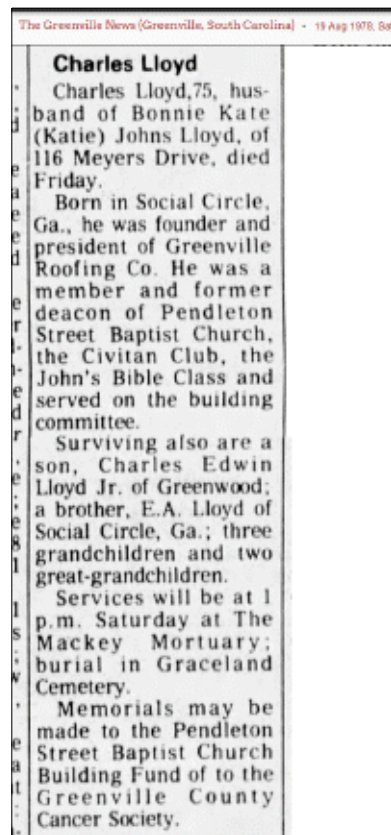 The Greenville News (Greenville, South Carolina) · 19 Aug 1978, Sat
Charles Lloyd
Charles Lloyd,75, hus-
band of Bonnie Kate
(Katie) Johns Lloyd, of
116 Meyers Drive, died
Friday.
Born in Social Circle,
Ga., he was founder and
president of Greenville
Roofing Co. He was a
member and former
deacon of Pendleton
Street Baptist Church,
the Civitan Club, the
John's Bible Class and
served on the building
committee.
Surviving also are a
son, Charles Edwin
Lloyd Jr. of Greenwood;
a brother, E.A. Lloyd of
Social Circle, Ga.; three
grandchildren and two
great-grandchildren.
Services will be at 1
p.m. Saturday at The
Mackey Mortuary;
burial in Graceland
Cemetery.
Memorials may be
made to the Pendleton
Street Baptist Church
Building Fund of to the
Greenville County
Cancer Society.